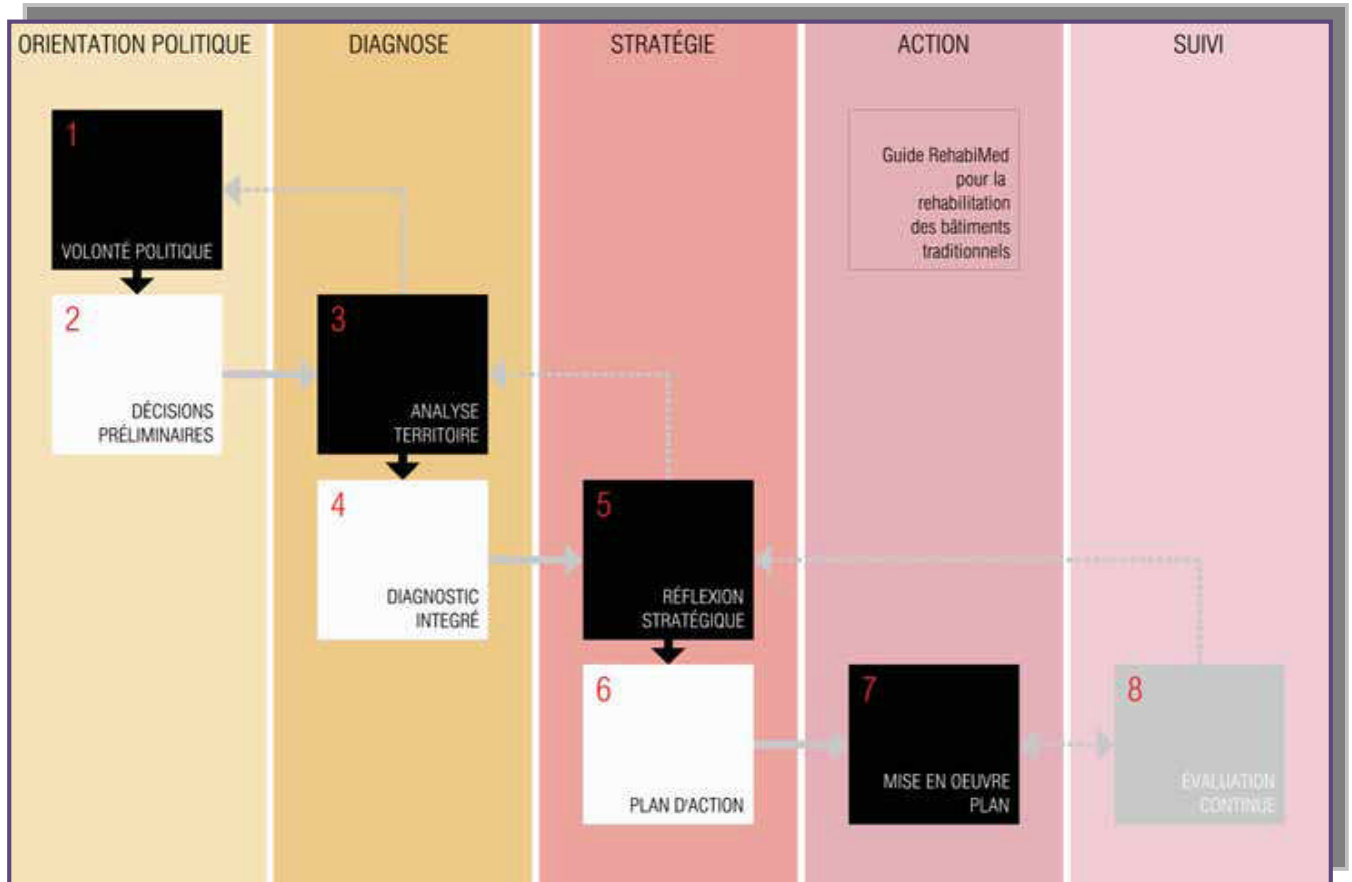 ORIENTATION POLITIQUE
DIAGNOSE
STRATÉGIE
ACTION
SUIVI
1
VOLONTÉ POLITIQUE
Guide RehabiMed
pour la
rehabilitation
des bâtiments
traditionnels
2
DÉCISIONS
PRÉLIMINAIRES
3
ANALYSE
TERRITOIRE
4
DIAGNOSTIC
INTEGRÉ
5
RÉFLEXION
STRATÉGIQUE
6
PLAN D'ACTION
7
MISE EN OEUVRE
PLAN
8
ÉVALUATION
CONTINUE